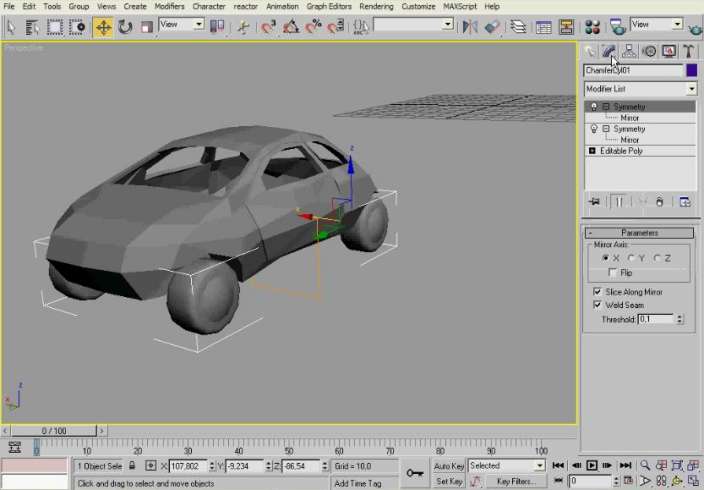 File Edit Tools Group Views Create Modifiers Character reactor Animation Graph Editors Rendering Customize MAXScript Help
View
View
Perspective
ChamferCyl01
Modifier List
Symmetry
Mirror
Symmetry
Mirror
Editable Poly
z
x
- Parameters
Mirror Axis:
X Y Z
Flip
Slice Along Mirror
Weld Seam
Threshold: 0,1
z
x
< 0 / 100 >
0 10 20 30 40 50 60 70 80 90 100
1 Object Sele X: 107,802 Y: -9,234 Z: -86,54 Grid = 10,0 Auto Key Selected
Click and drag to select and move objects Add Time Tag Set Key Key Filters... 0